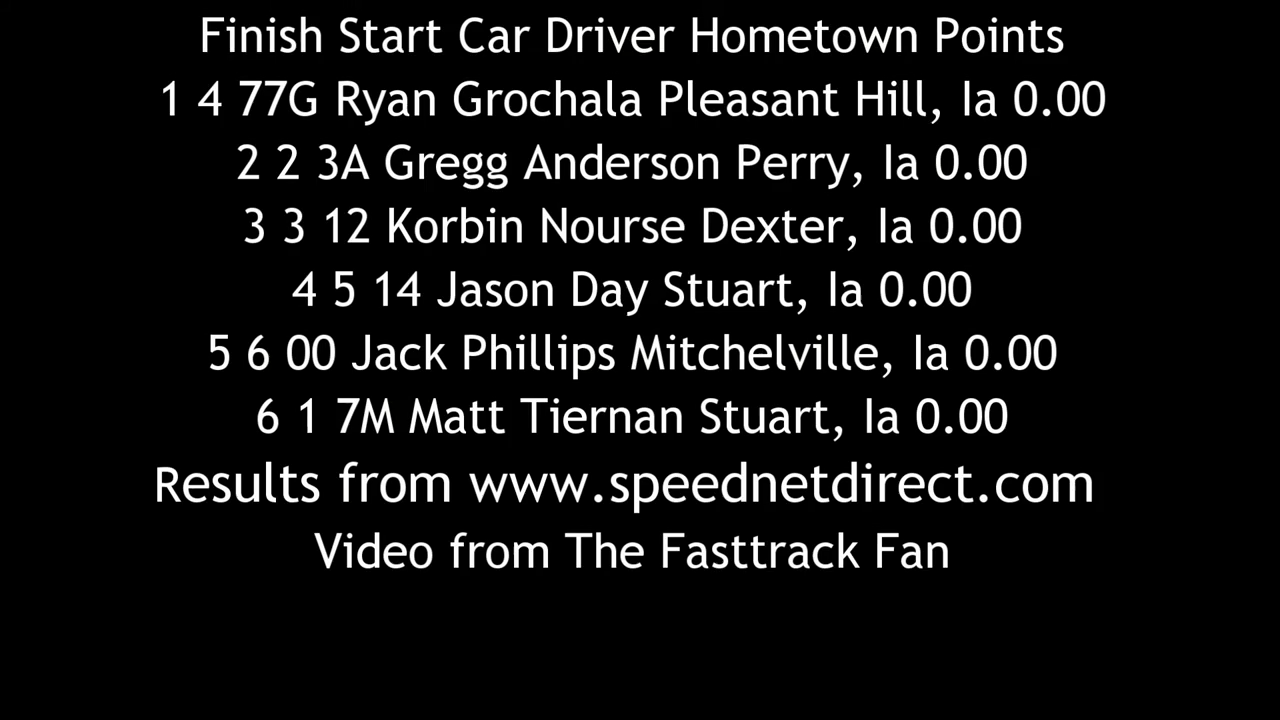 Finish Start Car Driver Hometown Points
1 4 77G Ryan Grochala Pleasant Hill, Ia 0.00
2 2 3A Gregg Anderson Perry, Ia 0.00
3 3 12 Korbin Nourse Dexter, Ia 0.00
4 5 14 Jason Day Stuart, Ia 0.00
5 6 00 Jack Phillips Mitchelville, Ia 0.00
6 1 7M Matt Tiernan Stuart, Ia 0.00
Results from www.speednetdirect.com
Video from The Fasttrack Fan